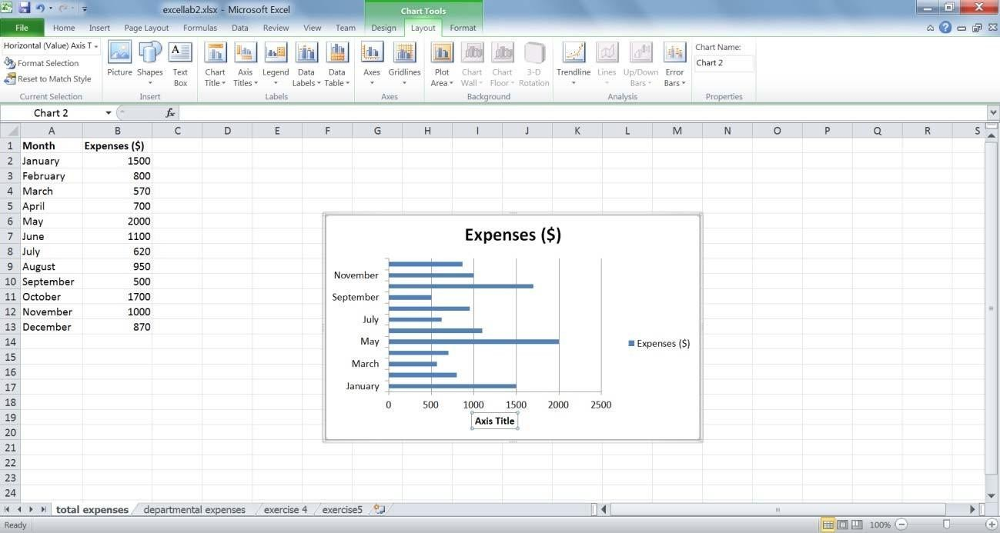 excellab2.xlsx - Microsoft Excel
Chart Tools
File Home Insert Page Layout Formulas Data Review View Team Design Layout Format
Horizontal (Value) Axis T
Format Selection
Reset to Match Style
Current Selection
Picture Shapes Text Box
Insert
Chart Title Axis Titles Legend Data Labels Data Table
Labels
Axes Gridlines
Axes
Plot Area Chart Wall Chart Floor 3-D Rotation
Background
Trendline Lines Up/Down Bars Error Bars
Analysis
Chart Name:
Chart 2
Properties
Chart 2 fx
A B C D E F G H I J K L M N O P Q R S
1 Month Expenses ($)
2 January 1500
3 February 800
4 March 570
5 April 700
6 May 2000
7 June 1100
8 July 620
9 August 950
10 September 500
11 October 1700
12 November 1000
13 December 870
14
15
16
17
18
19
20
21
22
23
24
Expenses ($)
November
September
July
May
March
January
0 500 1000 1500 2000 2500
Axis Title
Expenses ($)
total expenses departmental expenses exercise 4 exercise5
Ready 100%